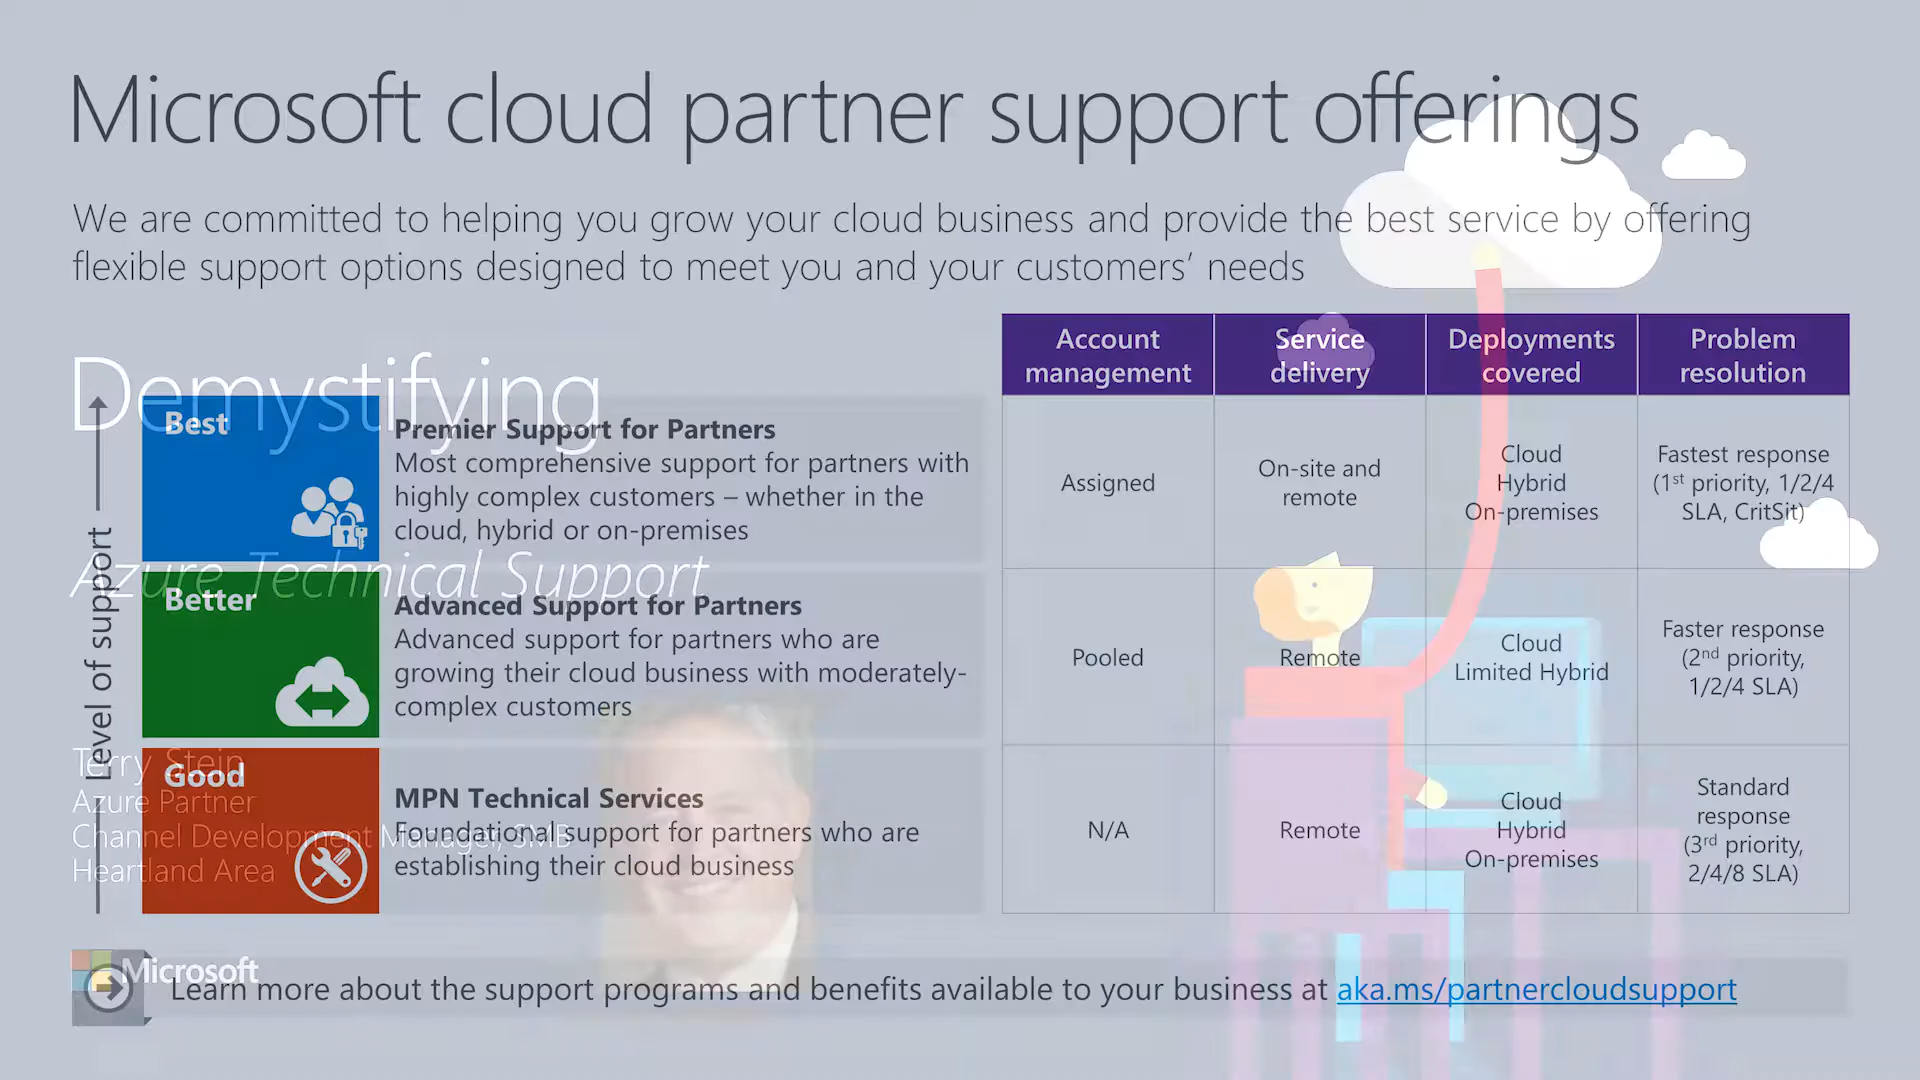 Microsoft cloud partner support offerings
We are committed to helping you grow your cloud business and provide the best service by offering
flexible support options designed to meet you and your customers’ needs
Demystifying
Azure Technical Support
Terry Stein
Azure Partner
Channel Development Manager, SMB
Heartland Area
Microsoft
Level of support
Best
Premier Support for Partners
Most comprehensive support for partners with
highly complex customers – whether in the
cloud, hybrid or on-premises
Better
Advanced Support for Partners
Advanced support for partners who are
growing their cloud business with moderately-
complex customers
Good
MPN Technical Services
Foundational support for partners who are
establishing their cloud business
Account
management
Service
delivery
Deployments
covered
Problem
resolution
Assigned
On-site and
remote
Cloud
Hybrid
On-premises
Fastest response
(1st priority, 1/2/4
SLA, CritSit)
Pooled
Remote
Cloud
Limited Hybrid
Faster response
(2nd priority,
1/2/4 SLA)
N/A
Remote
Cloud
Hybrid
On-premises
Standard
response
(3rd priority,
2/4/8 SLA)
Learn more about the support programs and benefits available to your business at aka.ms/partnercloudsupport